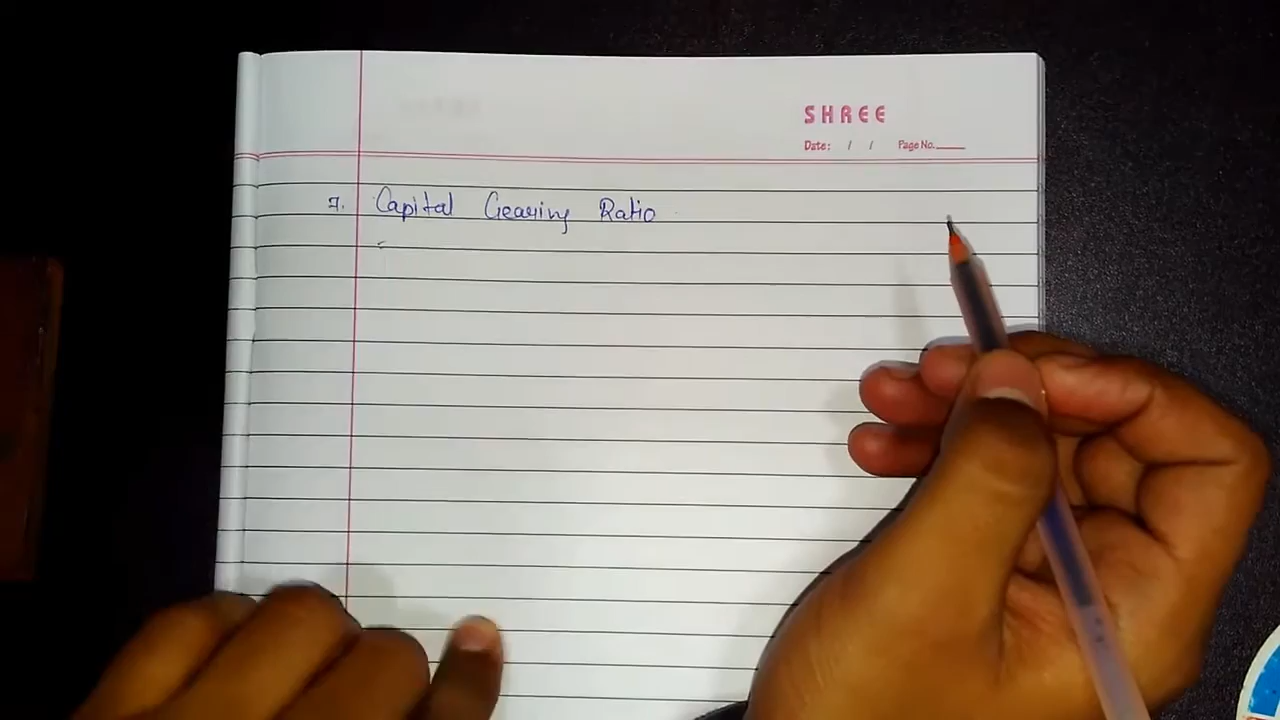 SHREE
Date: / / Page No.
7. Capital Gearing Ratio